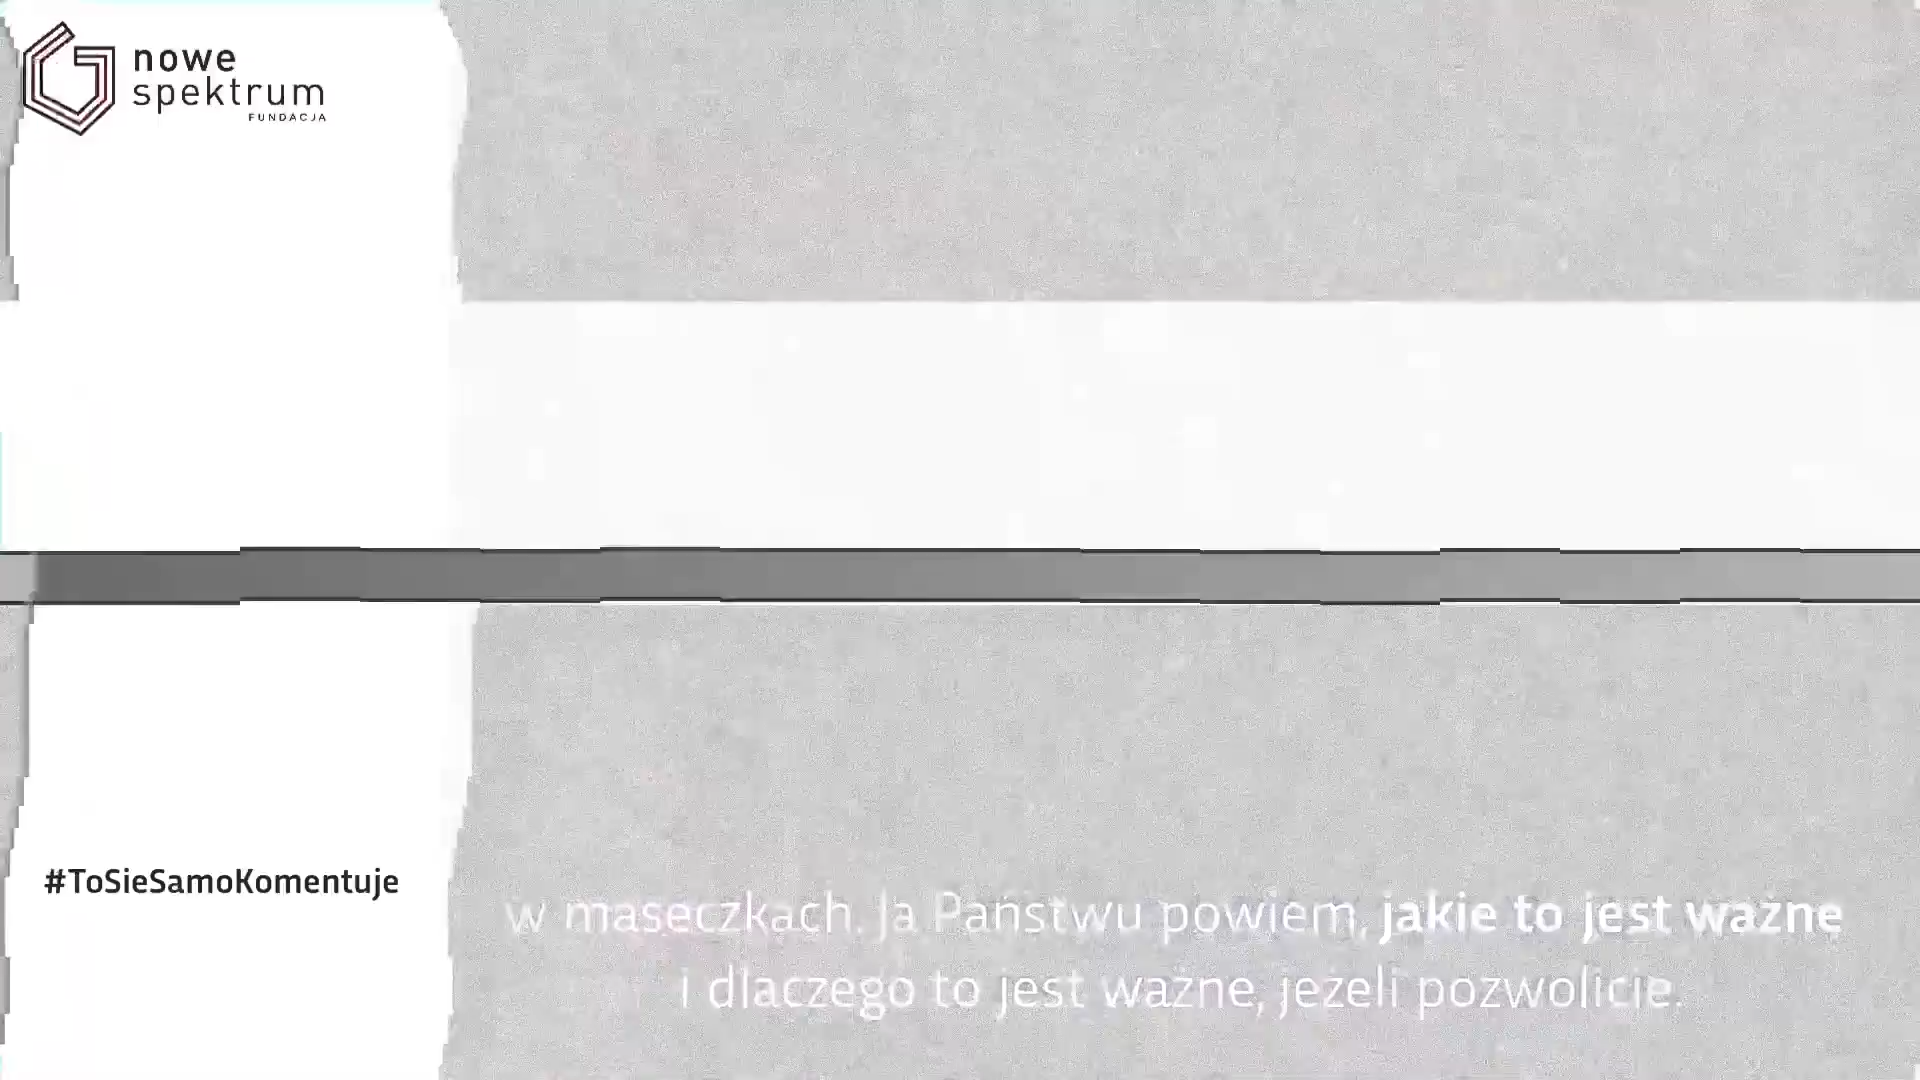 nowe
spektrum
FUNDACJA
#ToSieSamoKomentuje
w maseczkach. Ja Państwu powiem, jakie to jest ważne
i dlaczego to jest ważne, jeżeli pozwolicie.